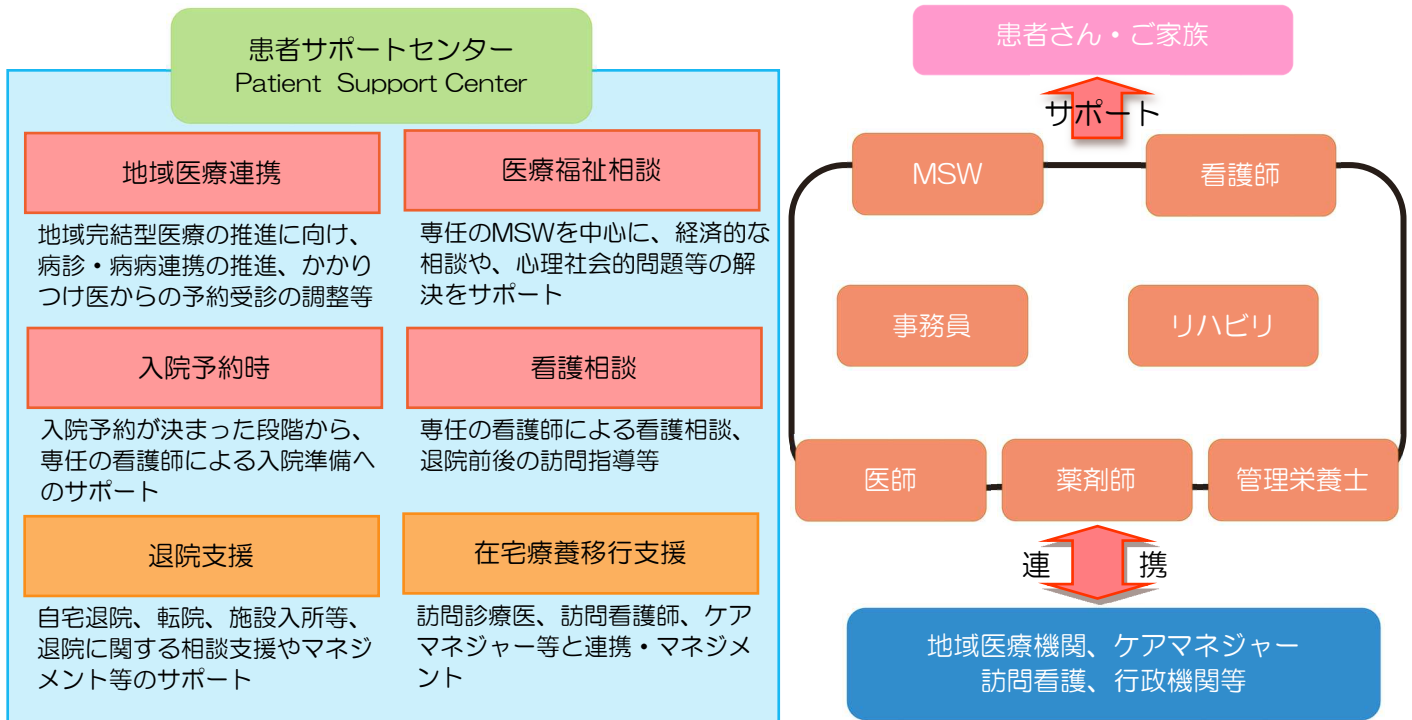 患者サポートセンター
Patient Support Center
地域医療連携
地域完結型医療の推進に向け、
病診・病病連携の推進、かかり
つけ医からの予約受診の調整等
医療福祉相談
専任のMSWを中心に、経済的な
相談や、心理社会的問題等の解
決をサポート
入院予約時
入院予約が決まった段階から、
専任の看護師による入院準備へ
のサポート
看護相談
専任の看護師による看護相談、
退院前後の訪問指導等
退院支援
自宅退院、転院、施設入所等、
退院に関する相談支援やマネジ
メント等のサポート
在宅療養移行支援
訪問診療医、訪問看護師、ケア
マネジャー等と連携・マネジメ
ント
患者さん・ご家族
サポート
MSW
看護師
事務員
リハビリ
医師
薬剤師
管理栄養士
連 携
地域医療機関、ケアマネジャー
訪問看護、行政機関等